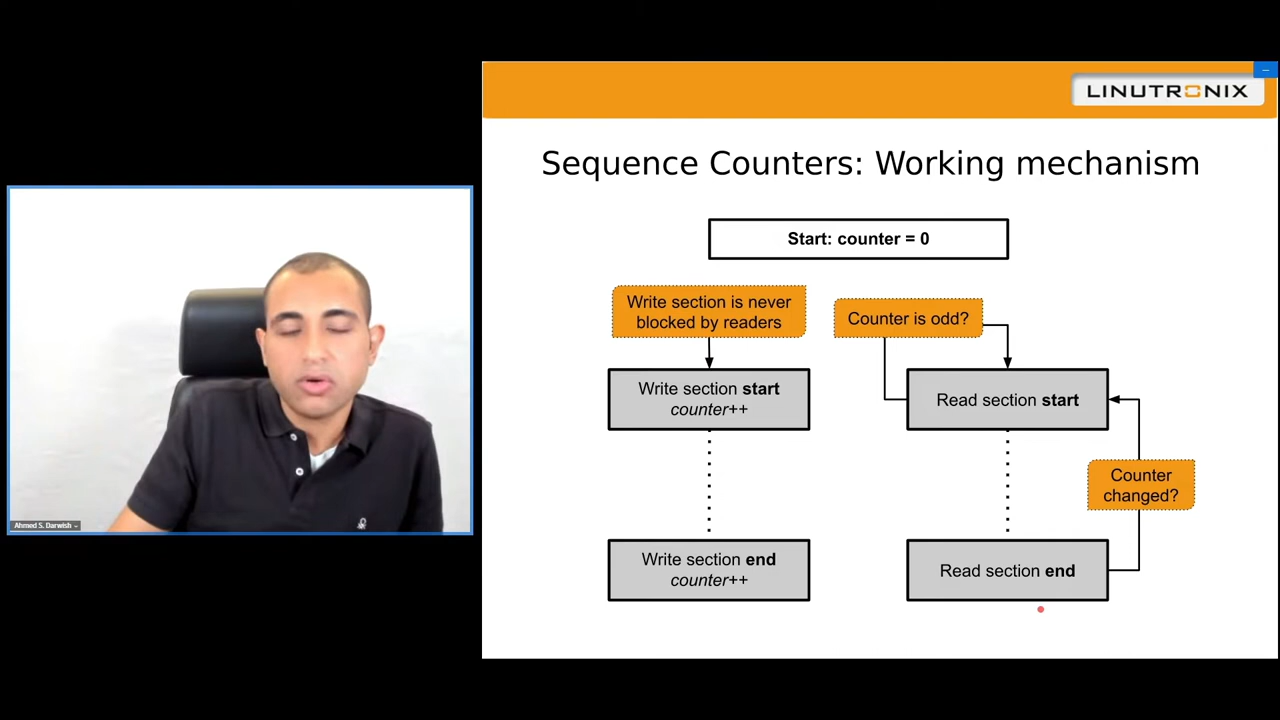 LINUTRONIX
Sequence Counters: Working mechanism
Start: counter = 0
Write section is never
blocked by readers
Counter is odd?
Write section start
counter++
Read section start
Counter
changed?
Write section end
counter++
Read section end
Ahmed S. Darwish